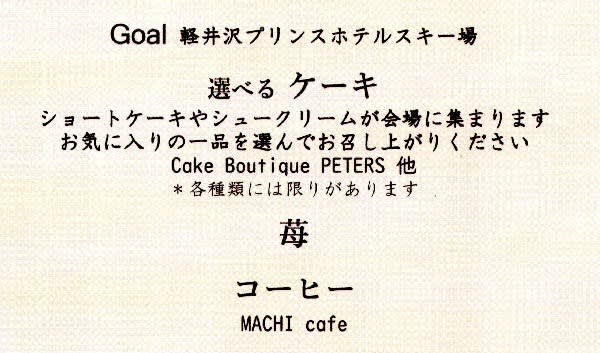 Goal 軽井沢プリンスホテルスキー場
選べる ケーキ
ショートケーキやシュークリームが会場に集まります
お気に入りの一品を選んでお召し上がりください
Cake Boutique PETERS 他
＊各種類には限りがあります
苺
コーヒー
MACHI cafe